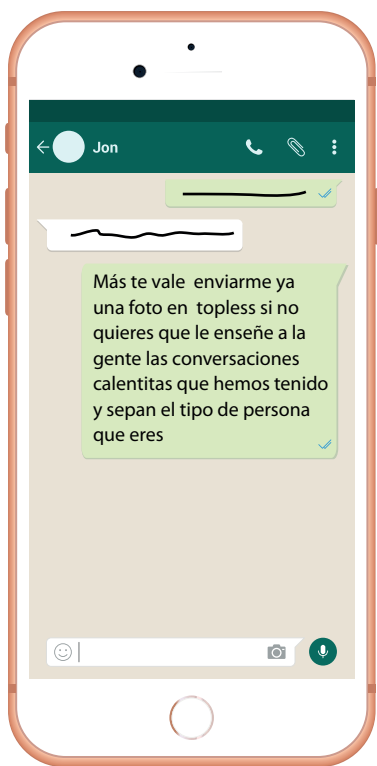 Jon
Más te vale enviarme ya
una foto en topless si no
quieres que le enseñe a la
gente las conversaciones
calentitas que hemos tenido
y sepan el tipo de persona
que eres